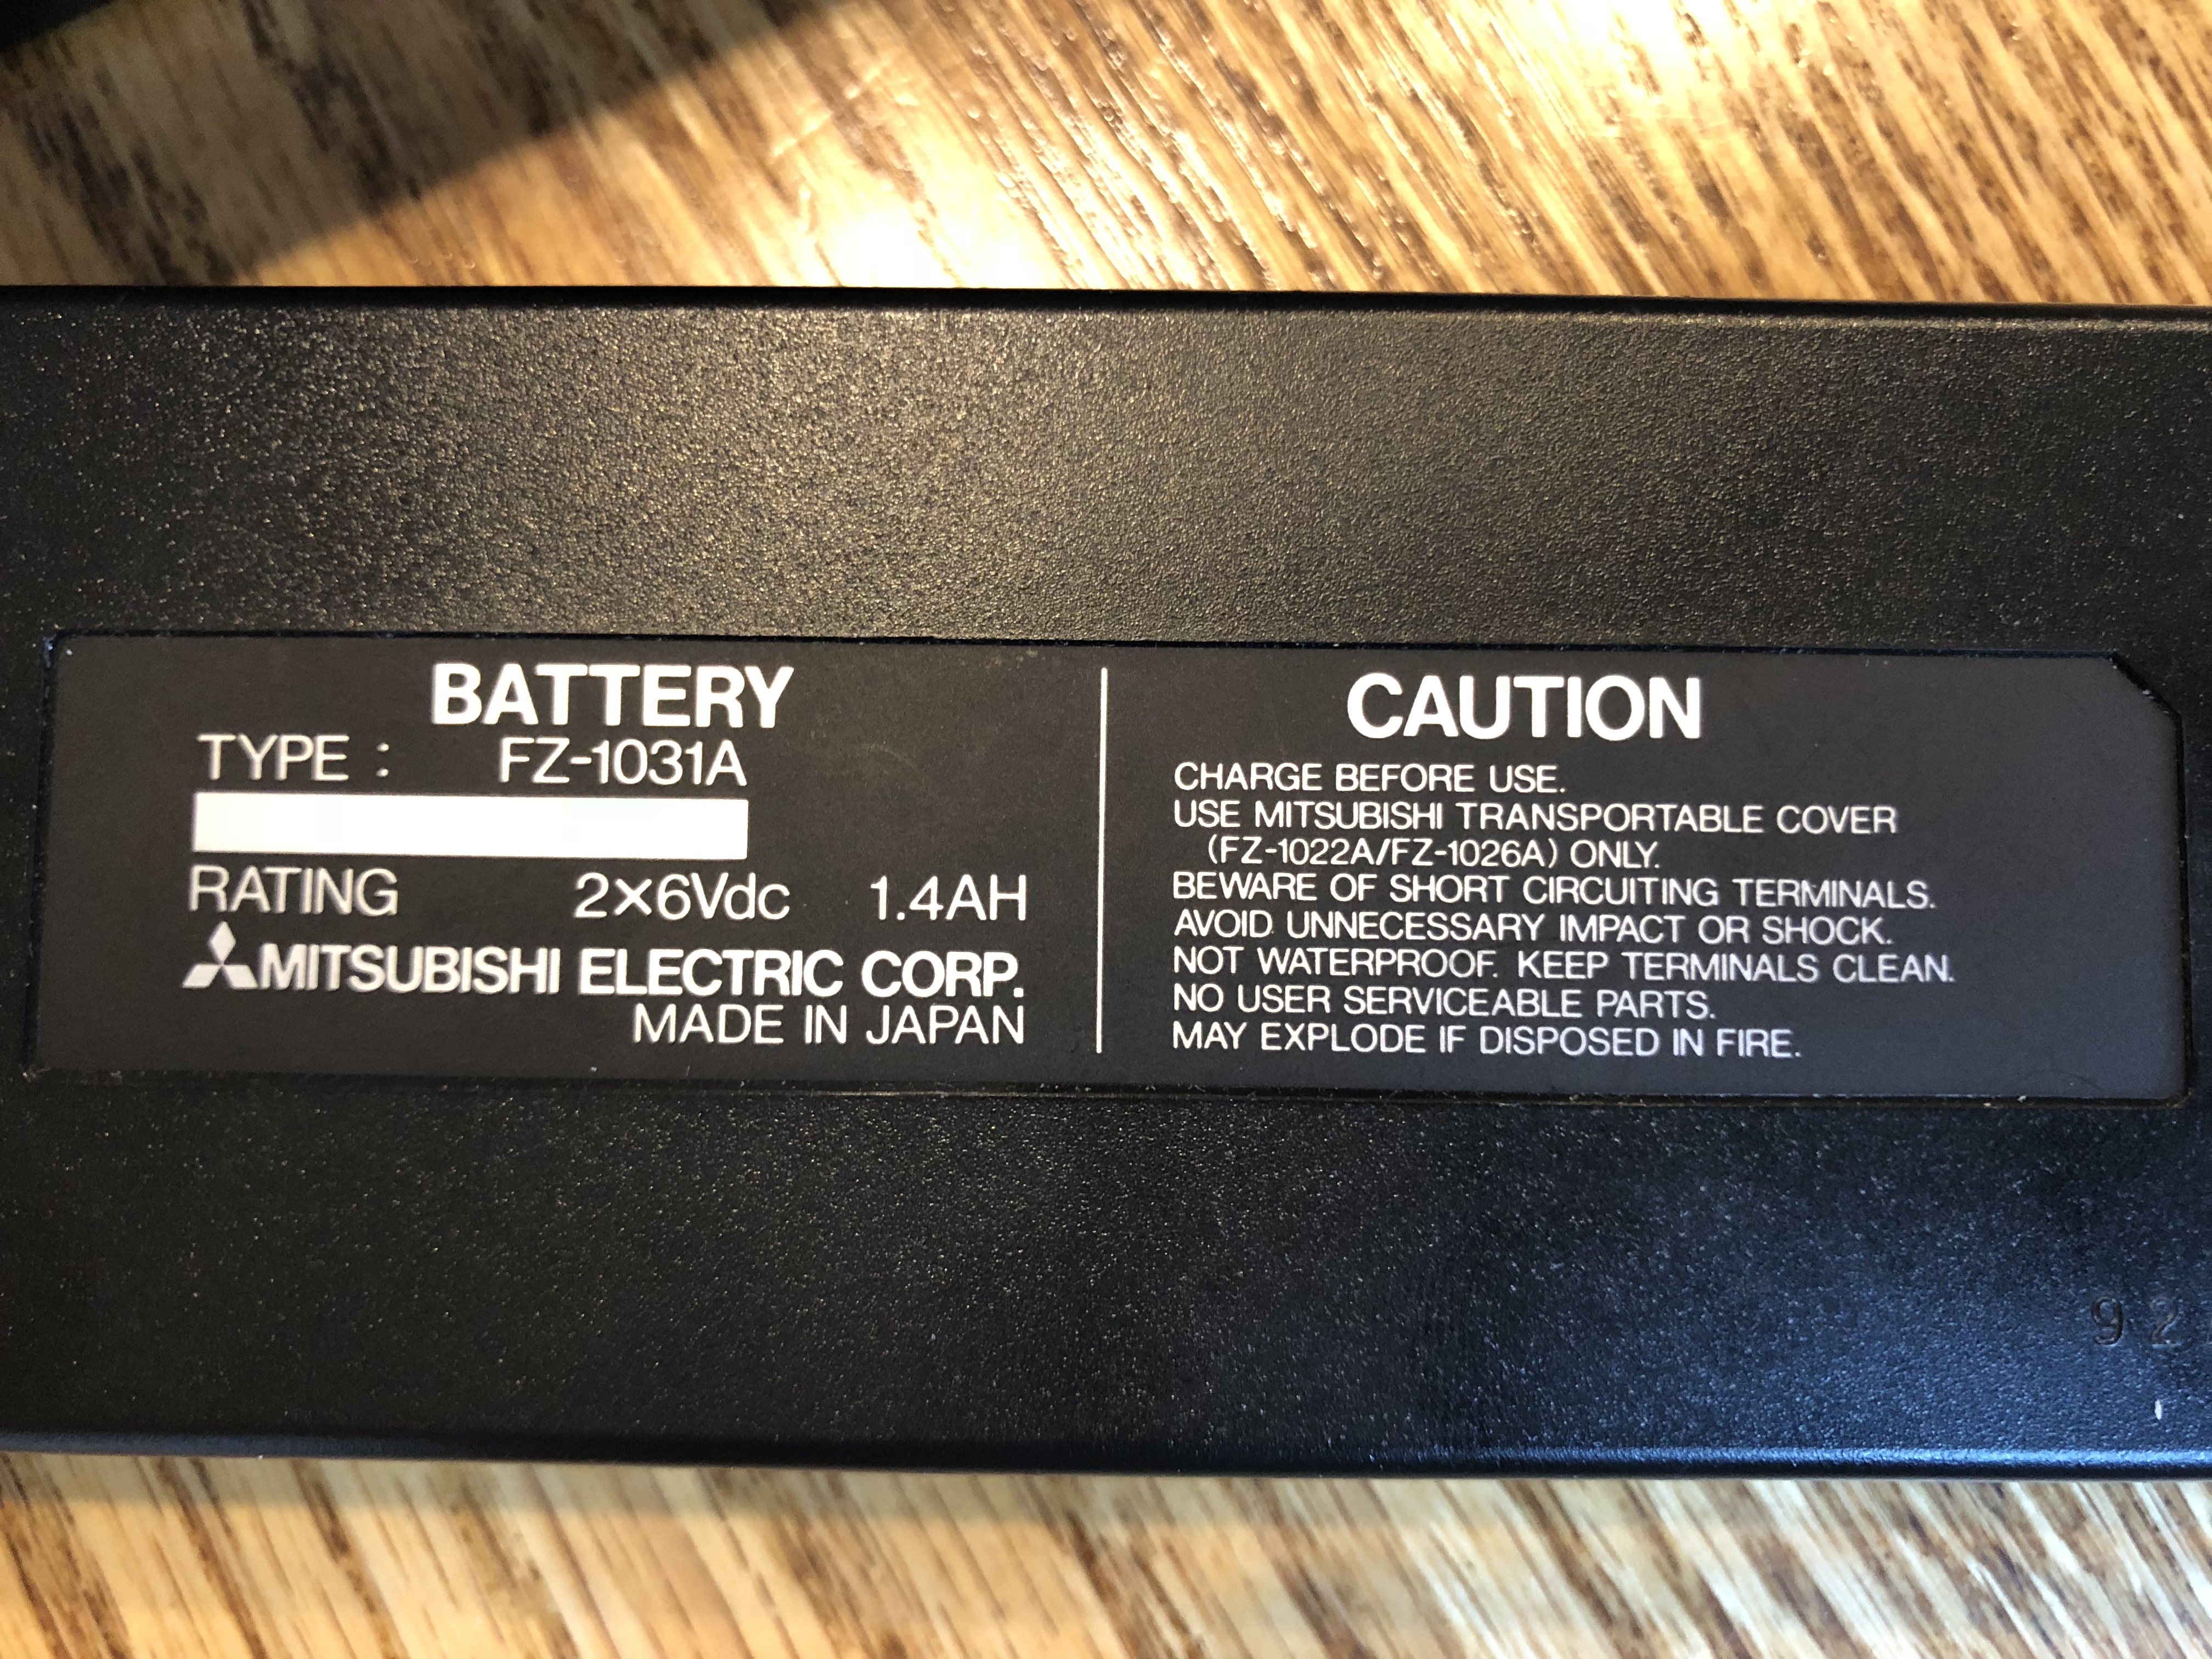 BATTERY
TYPE : FZ-1031A
RATING 2×6Vdc 1.4AH
MITSUBISHI ELECTRIC CORP.
MADE IN JAPAN
CAUTION
CHARGE BEFORE USE.
USE MITSUBISHI TRANSPORTABLE COVER
(FZ-1022A/FZ-1026A) ONLY.
BEWARE OF SHORT CIRCUITING TERMINALS.
AVOID UNNECESSARY IMPACT OR SHOCK.
NOT WATERPROOF. KEEP TERMINALS CLEAN.
NO USER SERVICEABLE PARTS.
MAY EXPLODE IF DISPOSED IN FIRE.
9 2